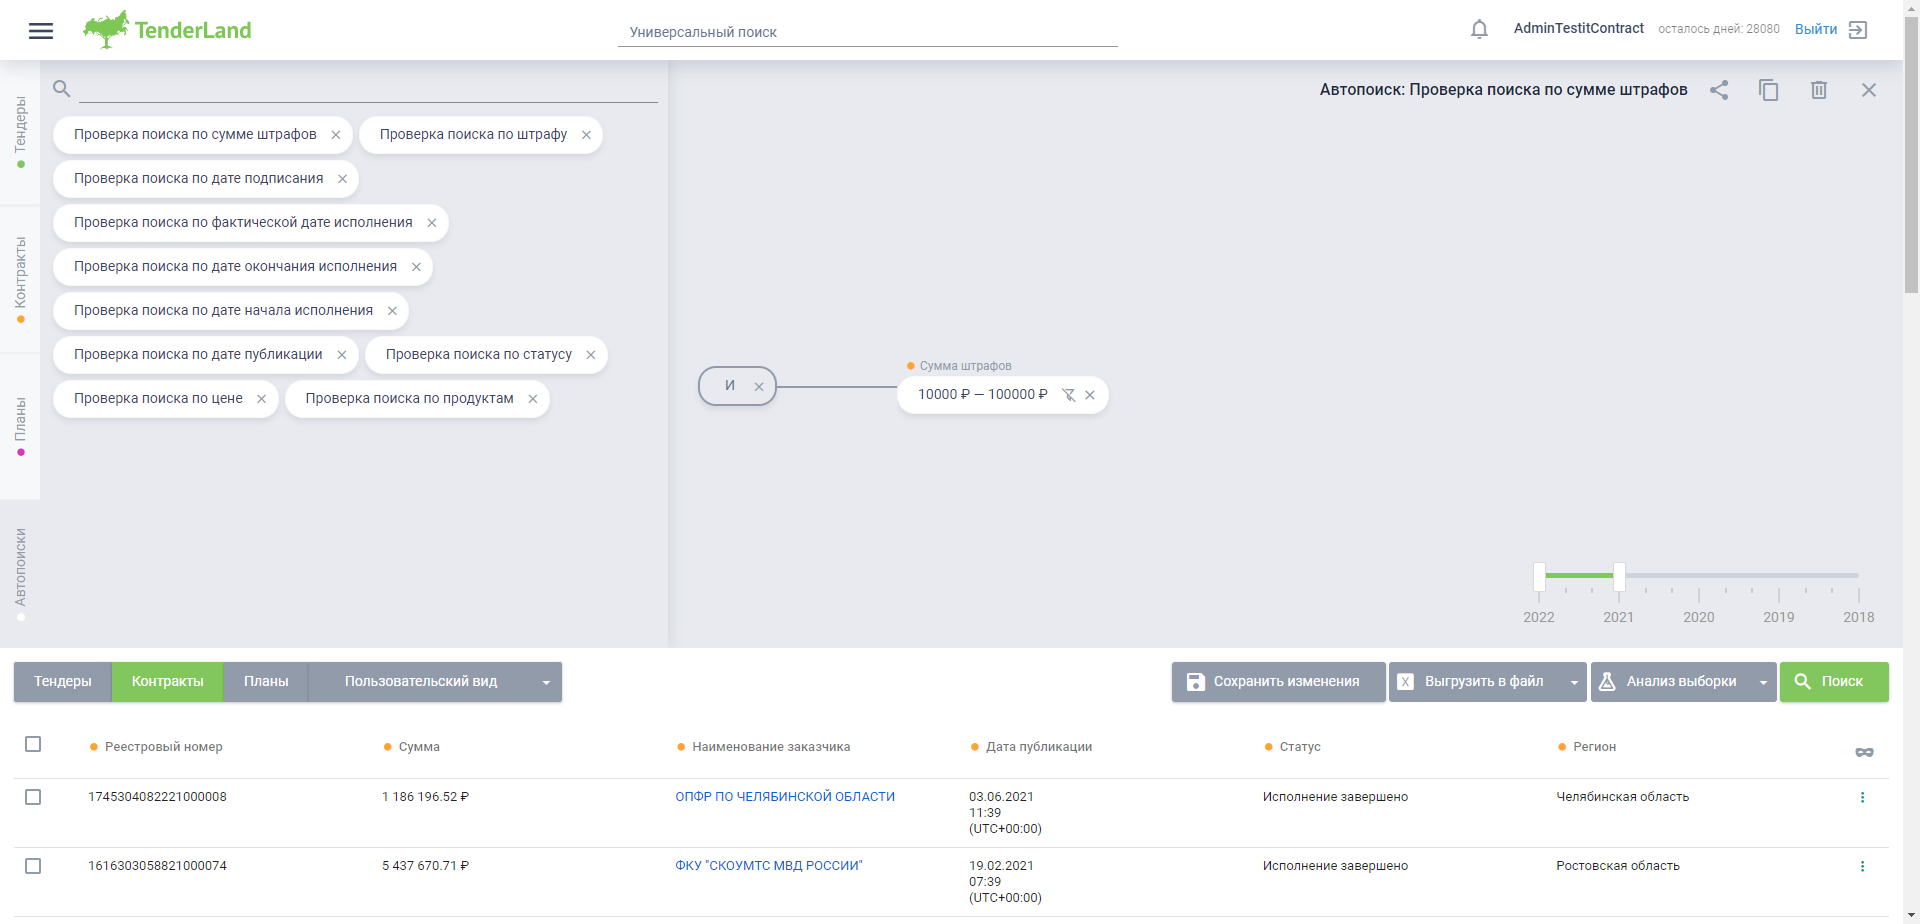 TenderLand
Универсальный поиск
AdminTestitContract
осталось дней: 28080
Выйти
Тендеры
Контракты
Планы
Автопоиски
Проверка поиска по сумме штрафов
Проверка поиска по штрафу
Проверка поиска по дате подписания
Проверка поиска по фактической дате исполнения
Проверка поиска по дате окончания исполнения
Проверка поиска по дате начала исполнения
Проверка поиска по дате публикации
Проверка поиска по статусу
Проверка поиска по цене
Проверка поиска по продуктам
Автопоиск: Проверка поиска по сумме штрафов
И
Сумма штрафов
10000 ₽ — 100000 ₽
2022 2021 2020 2019 2018
Тендеры
Контракты
Планы
Пользовательский вид
Сохранить изменения
X Выгрузить в файл
Анализ выборки
Поиск
Реестровый номер Сумма Наименование заказчика Дата публикации Статус Регион
1745304082221000008 1 186 196.52 ₽ ОПФР ПО ЧЕЛЯБИНСКОЙ ОБЛАСТИ 03.06.2021 Исполнение завершено Челябинская область
11:39
(UTC+00:00)
1616303058821000074 5 437 670.71 ₽ ФКУ "СКОУМТС МВД РОССИИ" 19.02.2021 Исполнение завершено Ростовская область
07:39
(UTC+00:00)